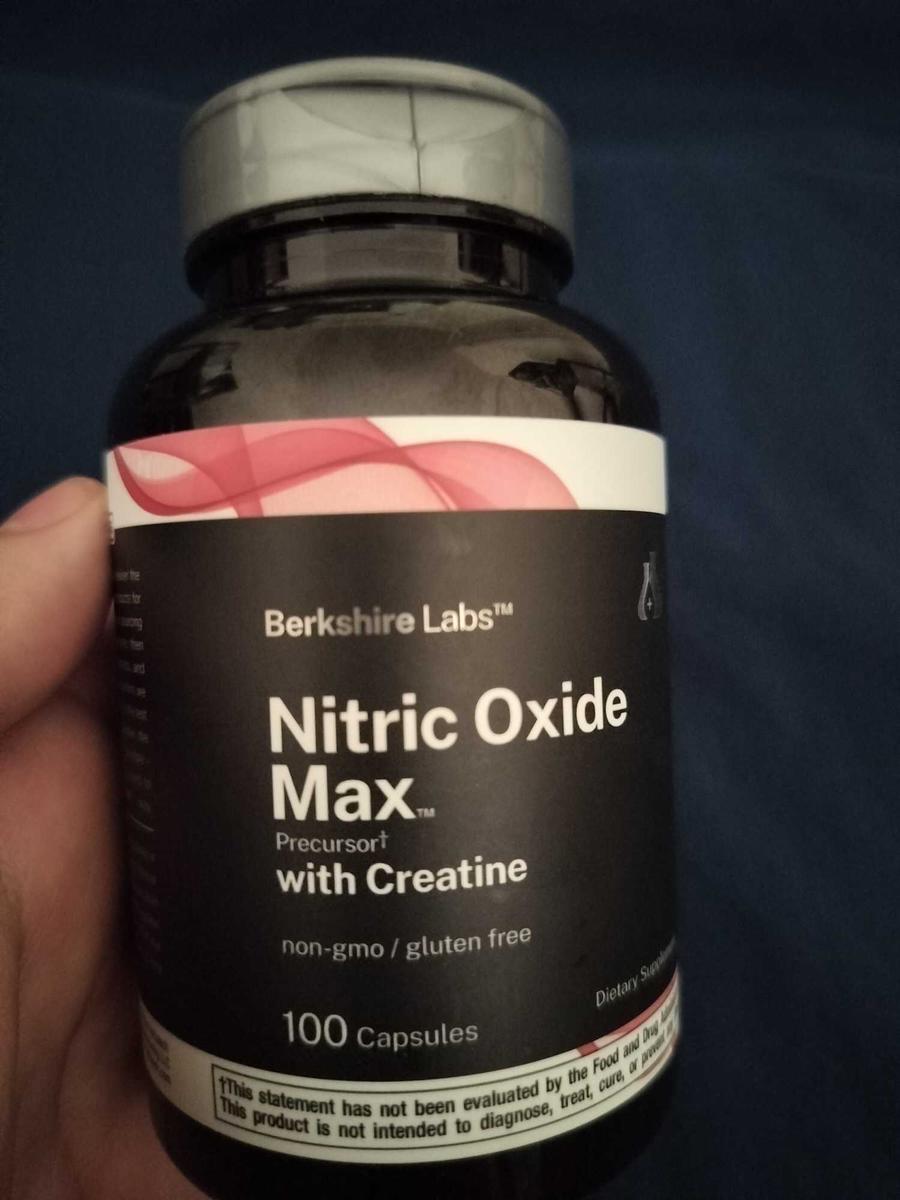 Berkshire Labs™
Nitric Oxide
Max™
Precursor†
with Creatine
non-gmo / gluten free
100 Capsules
Dietary
†This statement has not been evaluated by the Food and Drug
This product is not intended to diagnose, treat, cure, or prevent